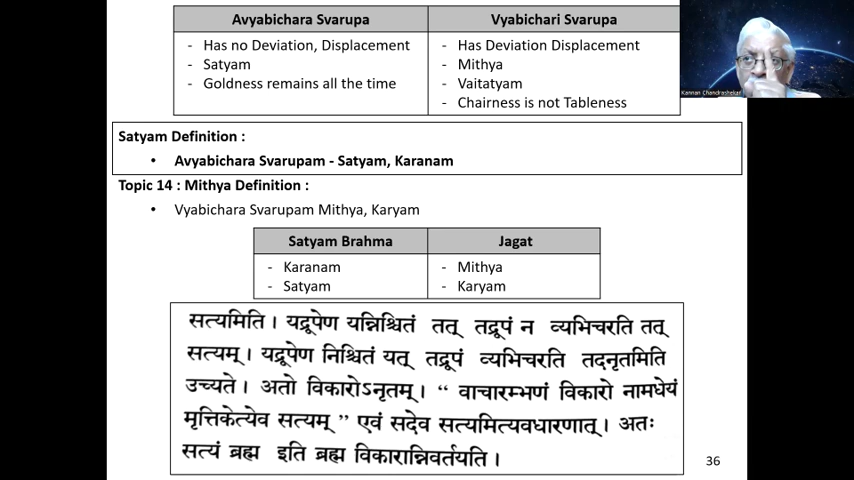 Avyabichara Svarupa
Vyabichari Svarupa
- Has no Deviation, Displacement
- Satyam
- Goldness remains all the time
- Has Deviation Displacement
- Mithya
- Vaitatyam
- Chairness is not Tableness
Kannan Chandrashekar
Satyam Definition :
• Avyabichara Svarupam - Satyam, Karanam
Topic 14 : Mithya Definition :
• Vyabichara Svarupam Mithya, Karyam
Satyam Brahma
Jagat
- Karanam
- Satyam
- Mithya
- Karyam
सत्यमिति । यद्रूपेण यन्निश्चितं तत् तद्रूपं न व्यभिचरति तत्
सत्यम् । यद्रूपेण निश्चितं यत् तद्रूपं व्यभिचरति तदनृतमिति
उच्यते । अतो विकारोऽनृतम् । “ वाचारम्भणं विकारो नामधेयं
मृत्तिकेत्येव सत्यम् ” एवं सदेव सत्यमित्यवधारणात् । अतः
सत्यं ब्रह्म इति ब्रह्म विकारान्निवर्तयति ।
36